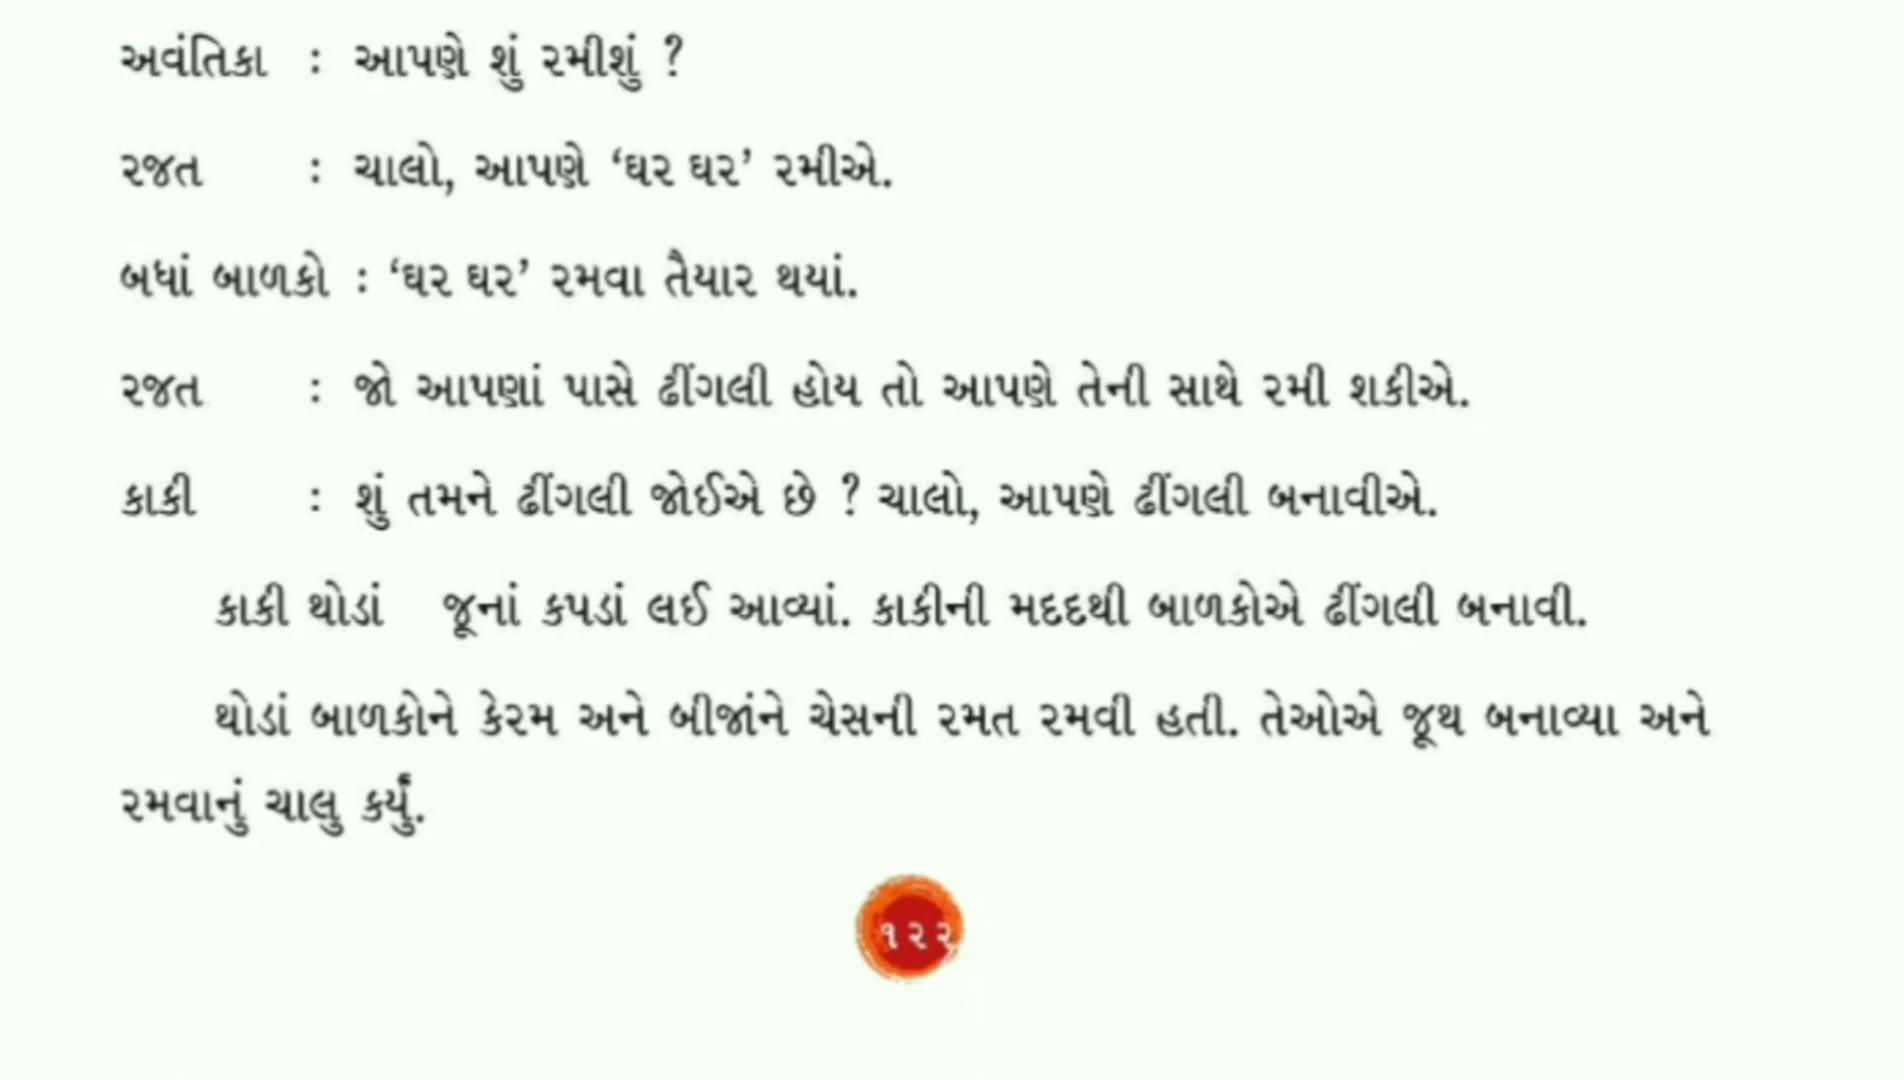 અવંતિકા : આપણે શું રમીશું ?
રજત : ચાલો, આપણે ‘ઘર ઘર’ રમીએ.
બધાં બાળકો : ‘ઘર ઘર’ રમવા તૈયાર થયાં.
રજત : જો આપણાં પાસે ઢીંગલી હોય તો આપણે તેની સાથે રમી શકીએ.
કાકી : શું તમને ઢીંગલી જોઈએ છે ? ચાલો, આપણે ઢીંગલી બનાવીએ.
કાકી થોડાં જૂનાં કપડાં લઈ આવ્યાં. કાકીની મદદથી બાળકોએ ઢીંગલી બનાવી.
થોડાં બાળકોને કેરમ અને બીજાંને ચેસની રમત રમવી હતી. તેઓએ જૂથ બનાવ્યા અને
રમવાનું ચાલુ કર્યું.
૧૨૨